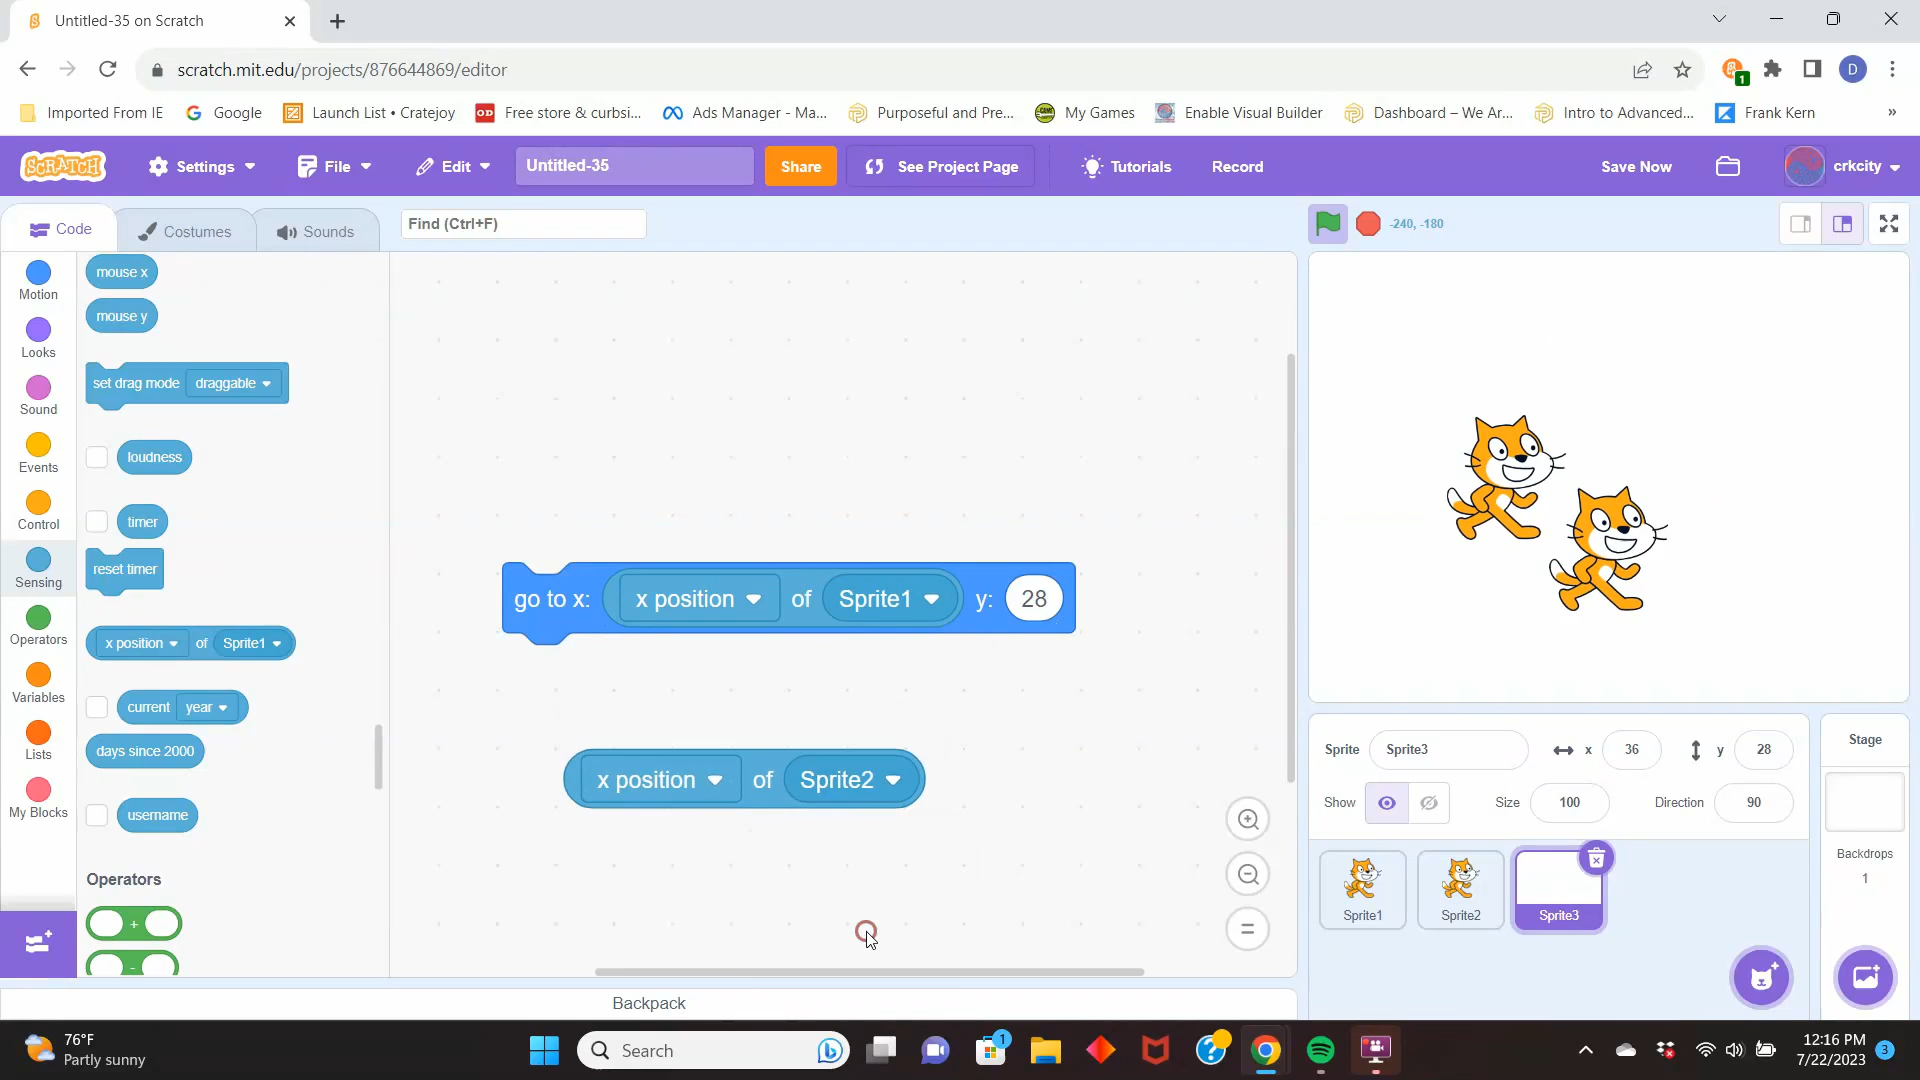 Untitled-35 on Scratch
scratch.mit.edu/projects/876644869/editor
1
D
Imported From IE
Google
Launch List • Cratejoy
OD Free store & curbsi...
Ads Manager - Ma...
Purposeful and Pre...
My Games
Enable Visual Builder
Dashboard – We Ar...
Intro to Advanced...
Frank Kern
»
SCRATCH
Settings
File
Edit
Untitled-35
Share
See Project Page
Tutorials
Record
Save Now
crkcity
Code
Costumes
Sounds
Find (Ctrl+F)
-240, -180
Motion
Looks
Sound
Events
Control
Sensing
Operators
Variables
Lists
My Blocks
mouse x
mouse y
set drag mode draggable
loudness
timer
reset timer
x position of Sprite1
current year
days since 2000
username
Operators
+
-
go to x: x position of Sprite1 y: 28
x position of Sprite2
Sprite Sprite3 x 36 y 28
Show Size 100 Direction 90
Sprite1
Sprite2
Sprite3
Stage
Backdrops
1
Backpack
76°F
Partly sunny
Search
1
12:16 PM
7/22/2023
3